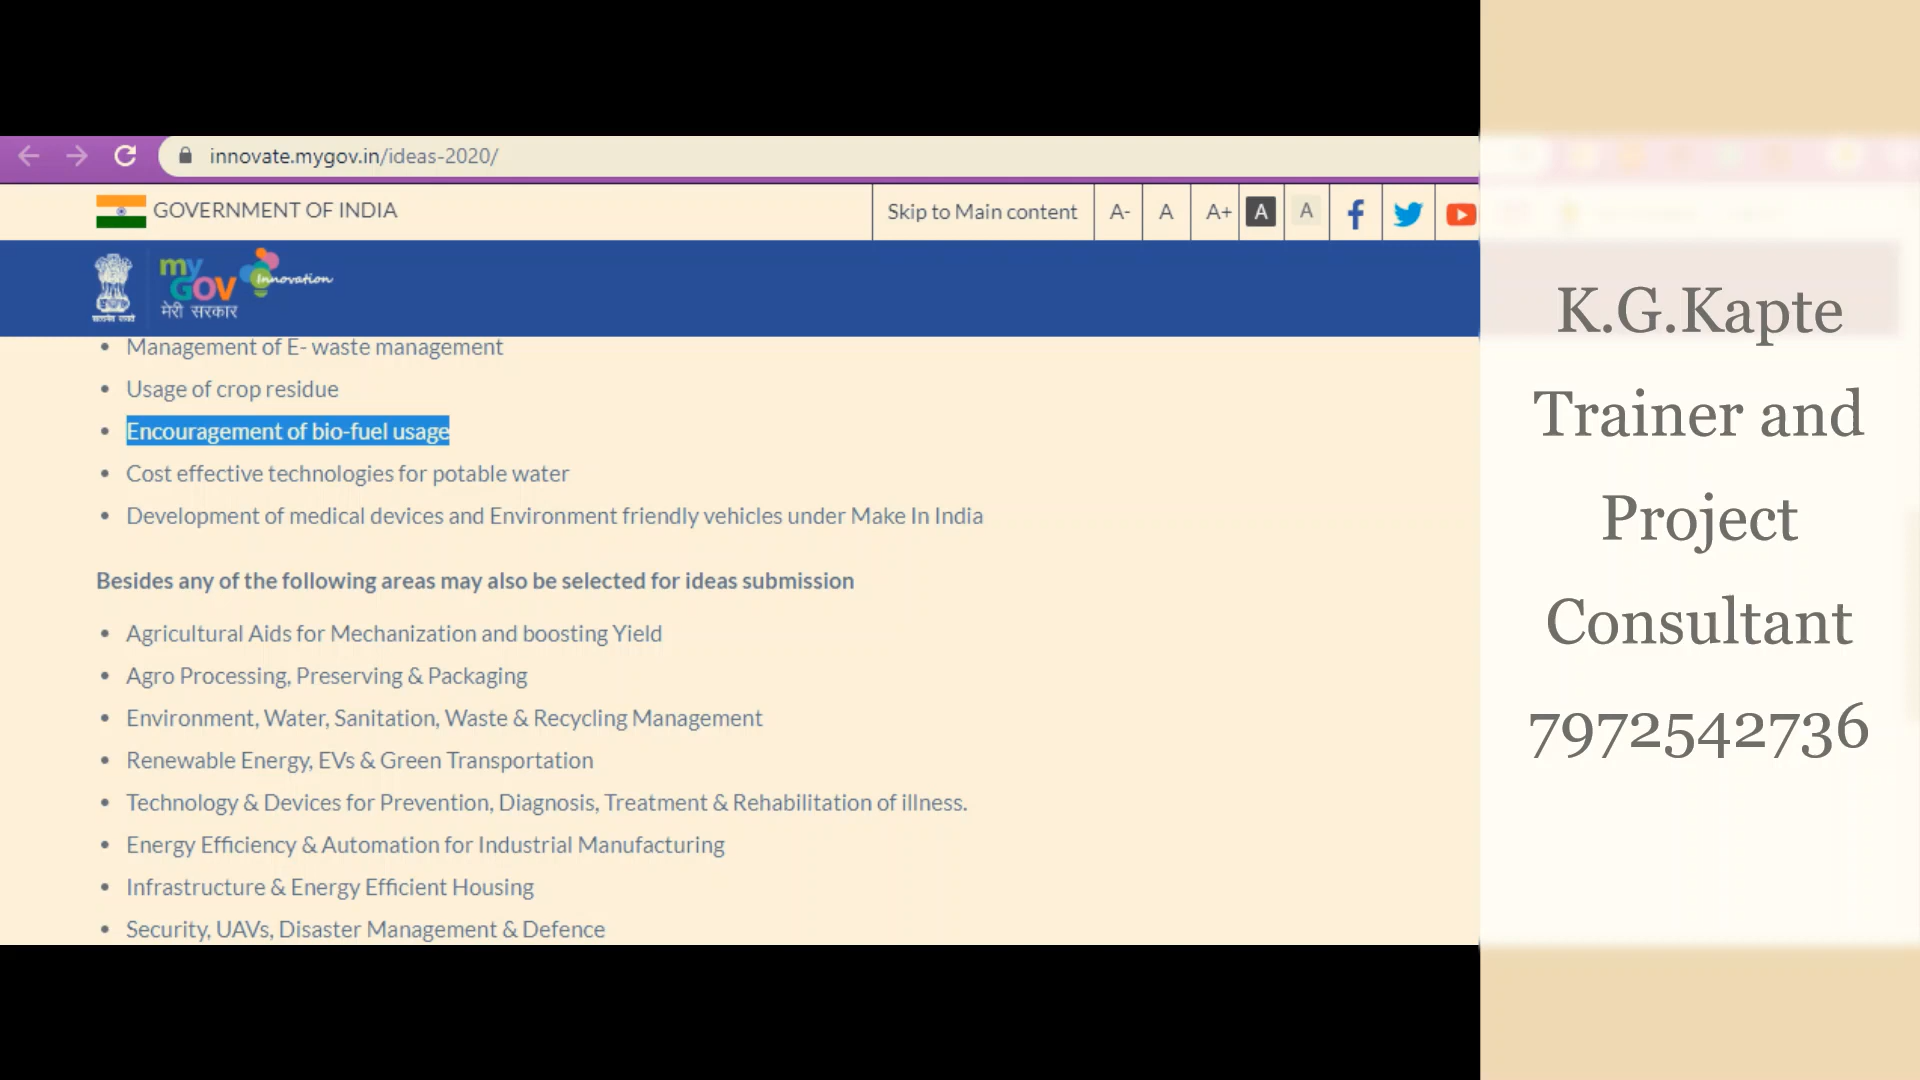 innovate.mygov.in/ideas-2020/
GOVERNMENT OF INDIA
Skip to Main content
A-
A
A+
A
A
my
GOV
Innovation
मेरी सरकार
Management of E- waste management
Usage of crop residue
Encouragement of bio-fuel usage
Cost effective technologies for potable water
Development of medical devices and Environment friendly vehicles under Make In India
Besides any of the following areas may also be selected for ideas submission
Agricultural Aids for Mechanization and boosting Yield
Agro Processing, Preserving & Packaging
Environment, Water, Sanitation, Waste & Recycling Management
Renewable Energy, EVs & Green Transportation
Technology & Devices for Prevention, Diagnosis, Treatment & Rehabilitation of illness.
Energy Efficiency & Automation for Industrial Manufacturing
Infrastructure & Energy Efficient Housing
Security, UAVs, Disaster Management & Defence
K.G.Kapte
Trainer and
Project
Consultant
7972542736